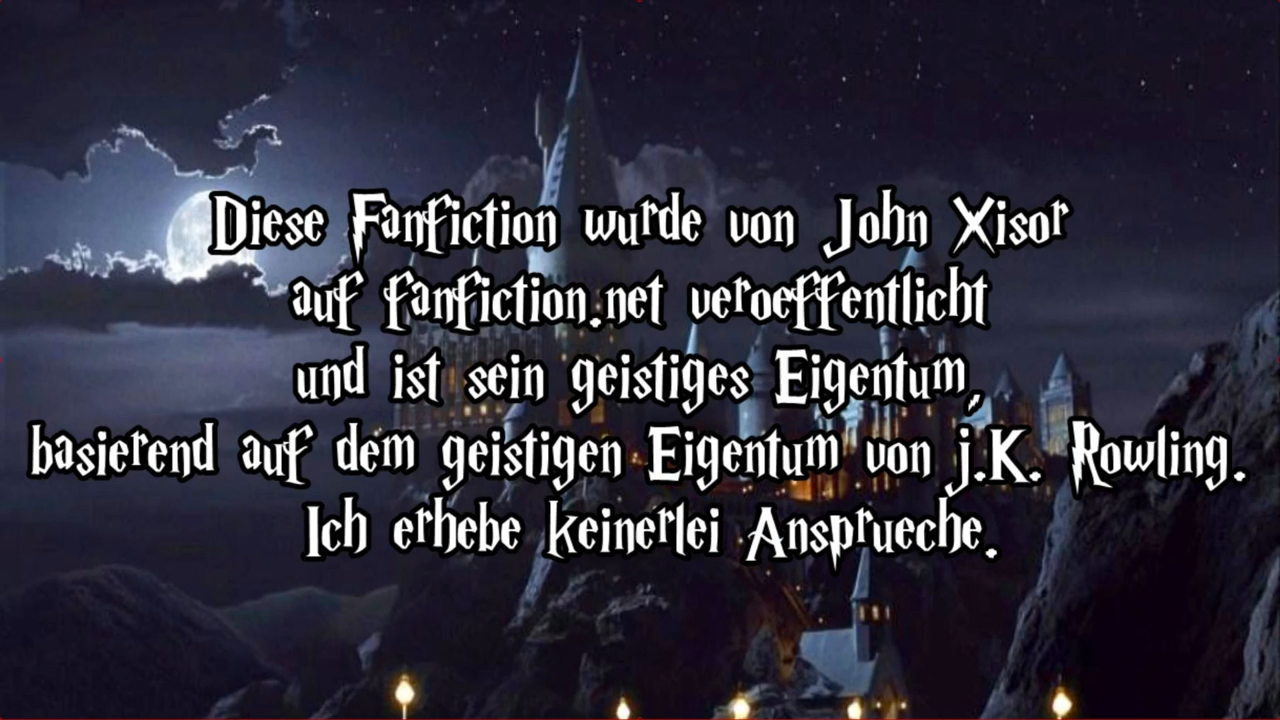 Diese Fanfiction wurde von John Xisor
auf fanfiction.net veroeffentlicht
und ist sein geistiges Eigentum,
basierend auf dem geistigen Eigentum von j.K. Rowling.
Ich erhebe keinerlei Ansprueche.